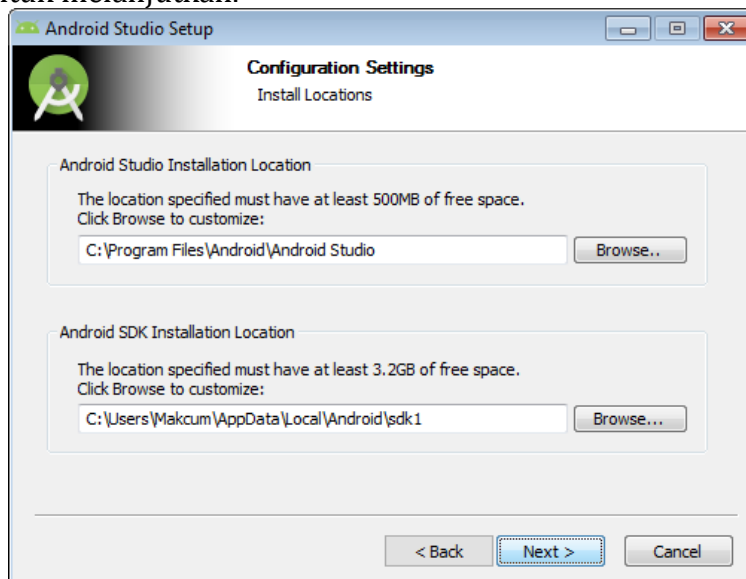 untuk melanjutkan.
Android Studio Setup
Configuration Settings
Install Locations
Android Studio Installation Location
The location specified must have at least 500MB of free space.
Click Browse to customize:
C:\Program Files\Android\Android Studio
Browse..
Android SDK Installation Location
The location specified must have at least 3.2GB of free space.
Click Browse to customize:
C:\Users\Makcum\AppData\Local\Android\sdk1
Browse...
< Back
Next >
Cancel